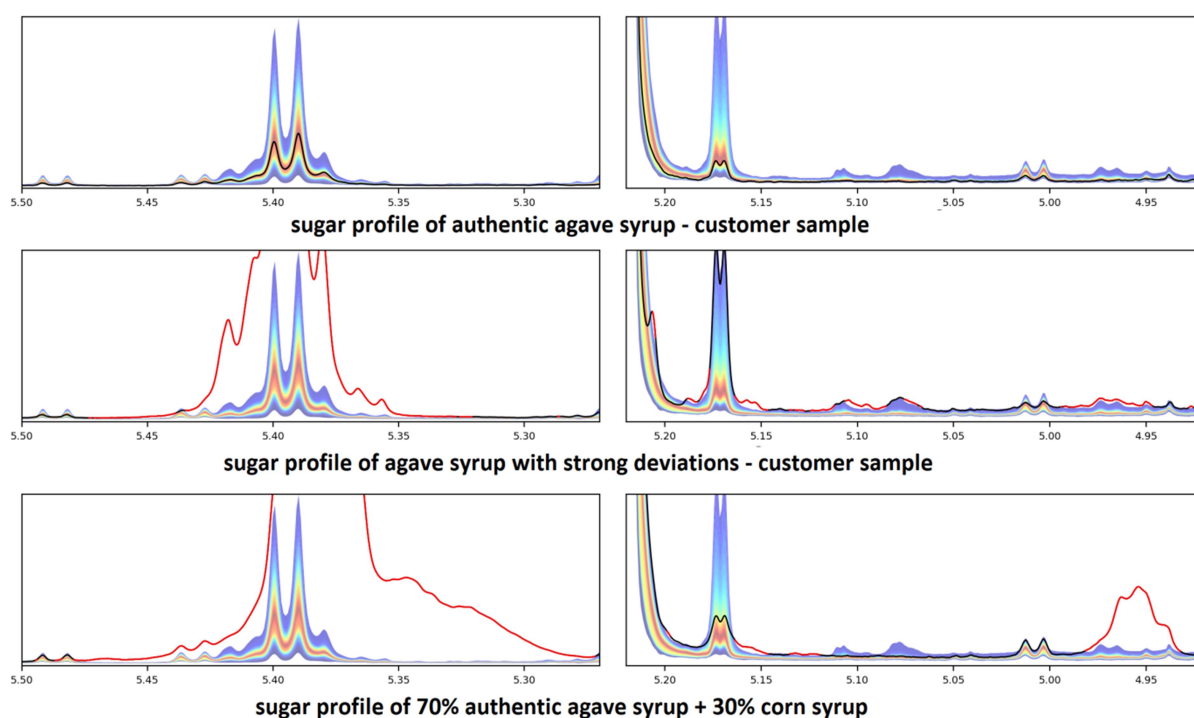 5.50 5.45 5.40 5.35 5.30 5.20 5.15 5.10 5.05 5.00 4.95
sugar profile of authentic agave syrup - customer sample
5.50 5.45 5.40 5.35 5.30 5.20 5.15 5.10 5.05 5.00 4.95
sugar profile of agave syrup with strong deviations - customer sample
5.50 5.45 5.40 5.35 5.30 5.20 5.15 5.10 5.05 5.00 4.95
sugar profile of 70% authentic agave syrup + 30% corn syrup